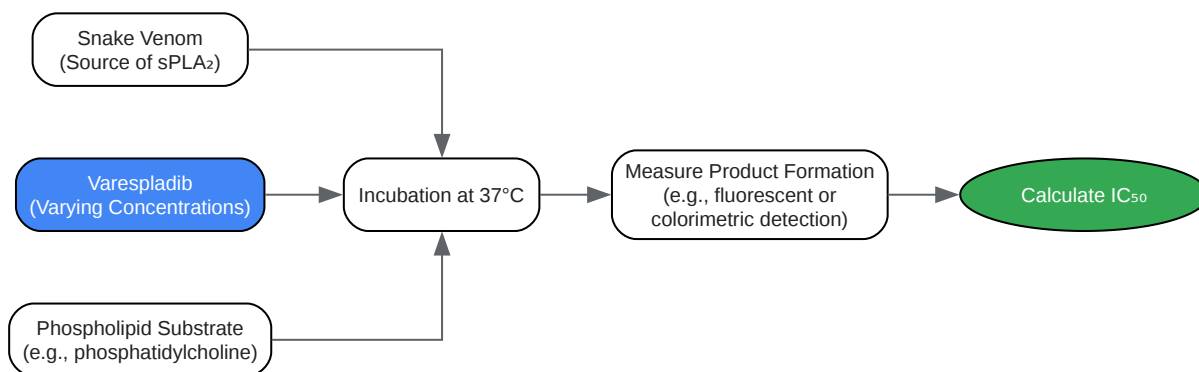 Snake Venom
(Source of sPLA₂)
Varespladib
(Varying Concentrations)
Phospholipid Substrate
(e.g., phosphatidylcholine)
Incubation at 37°C
Measure Product Formation
(e.g., fluorescent or
colorimetric detection)
Calculate IC₅₀